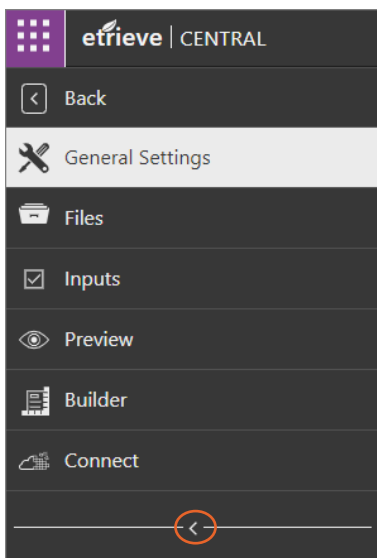 etrieve | CENTRAL
Back
General Settings
Files
Inputs
Preview
Builder
Connect